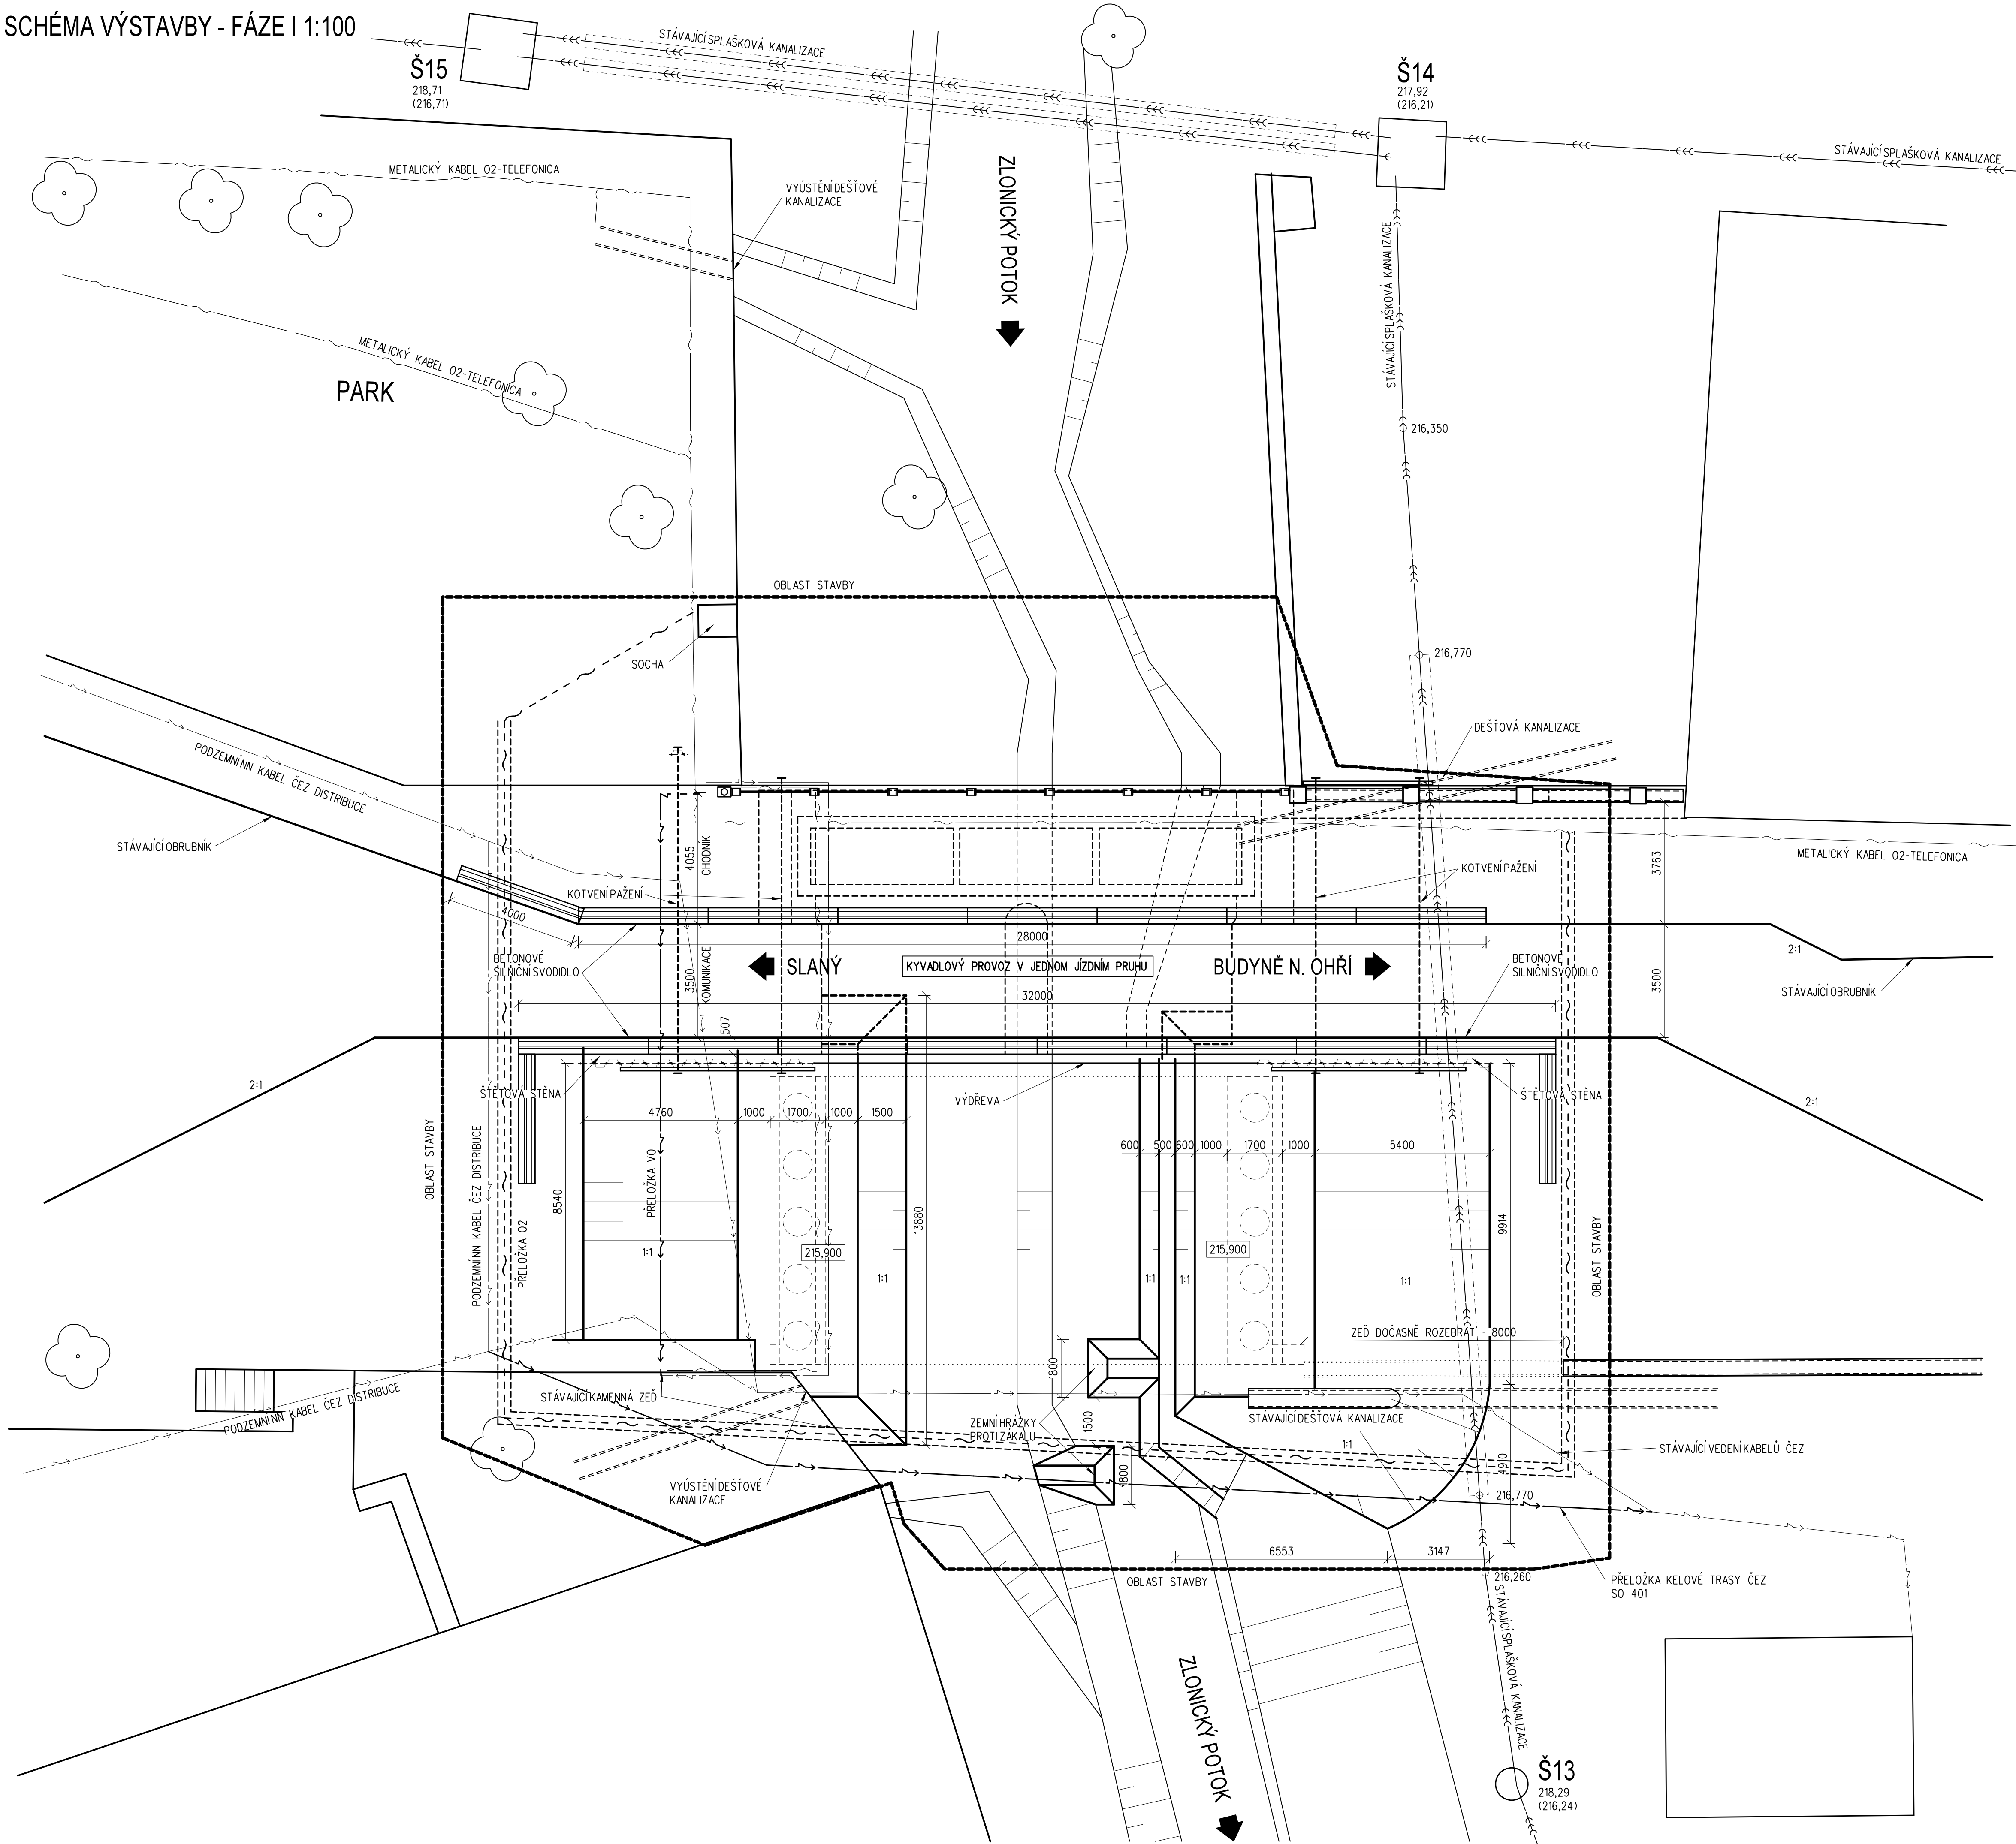 SCHÉMA VÝSTAVBY - FÁZE I 1:100
Š15
218,71
(216,71)
STÁVAJÍCÍ SPLAŠKOVÁ KANALIZACE
Š14
217,92
(216,21)
STÁVAJÍCÍ SPLAŠKOVÁ KANALIZACE
METALICKÝ KABEL O2-TELEFONICA
VYÚSTĚNÍ DEŠŤOVÉ
KANALIZACE
ZLONICKÝ POTOK
STÁVAJÍCÍ SPLAŠKOVÁ KANALIZACE
METALICKÝ KABEL O2-TELEFONICA
PARK
216,350
OBLAST STAVBY
SOCHA
216,770
DEŠŤOVÁ KANALIZACE
PODZEMNÍ NN KABEL ČEZ DISTRIBUCE
STÁVAJÍCÍ OBRUBNÍK
4055
CHODNIK
3763
METALICKÝ KABEL O2-TELEFONICA
KOTVENÍ PAŽENÍ
KOTVENÍ PAŽENÍ
4000
28000
BETONOVÉ
SILNIČNÍ SVODIDLO
3500
KOMUNIKACE
SLANÝ
KYVADLOVÝ PROVOZ V JEDNOM JÍZDNÍM PRUHU
BUDYNĚ N. OHŘÍ
BETONOVÉ
SILNIČNÍ SVODIDLO
3500
2:1
STÁVAJÍCÍ OBRUBNÍK
32000
507
2:1
ŠTĚTOVÁ STĚNA
VÝDŘEVA
ŠTĚTOVÁ STĚNA
2:1
4760
1000
1700
1000
1500
600
500
600
1000
1700
1000
5400
OBLAST STAVBY
PODZEMNÍ NN KABEL ČEZ DISTRIBUCE
PŘELOŽKA O2
8540
PŘELOŽKA VO
1:1
215,900
1:1
13880
1:1
1:1
215,900
1:1
9914
OBLAST STAVBY
ZEĎ DOČASNĚ ROZEBRAT - 8000
1800
PODZEMNÍ NN KABEL ČEZ DISTRIBUCE
STÁVAJÍCÍ KAMENNÁ ZEĎ
1500
ZEMNÍ HRÁZKY
PROTI ZAKALU
STÁVAJÍCÍ DEŠŤOVÁ KANALIZACE
1:1
4910
STÁVAJÍCÍ VEDENÍ KABELŮ ČEZ
VYÚSTĚNÍ DEŠŤOVÉ
KANALIZACE
1800
216,770
6553
3147
OBLAST STAVBY
216,260
PŘELOŽKA KELOVÉ TRASY ČEZ
SO 401
STÁVAJÍCÍ SPLAŠKOVÁ KANALIZACE
ZLONICKÝ POTOK
Š13
218,29
(216,24)